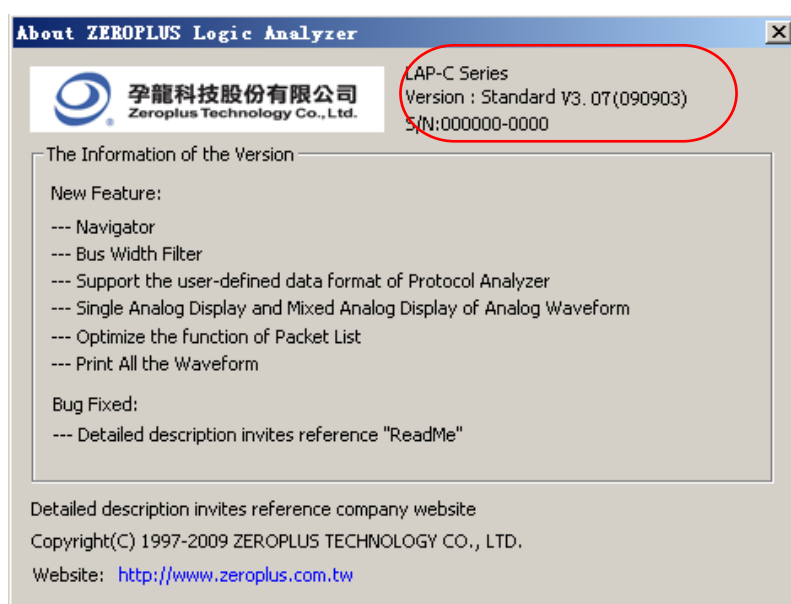 About ZEROPLUS Logic Analyzer
孕龍科技股份有限公司
Zeroplus Technology Co., Ltd.
LAP-C Series
Version : Standard V3. 07(090903)
S/N:000000-0000
The Information of the Version
New Feature:
--- Navigator
--- Bus Width Filter
--- Support the user-defined data format of Protocol Analyzer
--- Single Analog Display and Mixed Analog Display of Analog Waveform
--- Optimize the function of Packet List
--- Print All the Waveform
Bug Fixed:
--- Detailed description invites reference "ReadMe"
Detailed description invites reference company website
Copyright(C) 1997-2009 ZEROPLUS TECHNOLOGY CO., LTD.
Website: http://www.zeroplus.com.tw